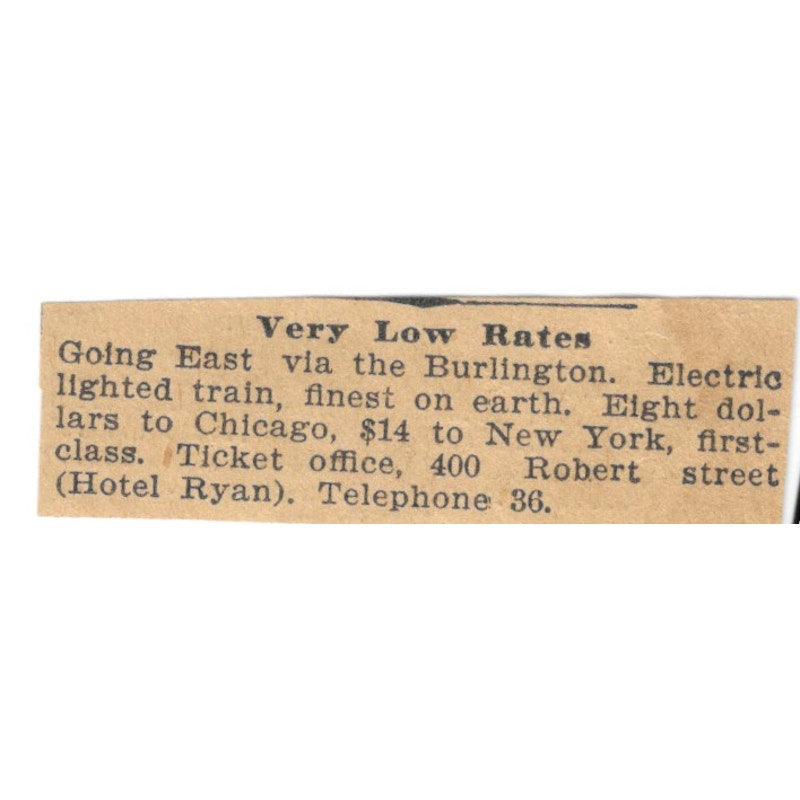 Very Low Rates
Going East via the Burlington. Electric
lighted train, finest on earth. Eight dol-
lars to Chicago, $14 to New York, first-
class. Ticket office, 400 Robert street
(Hotel Ryan). Telephone 36.